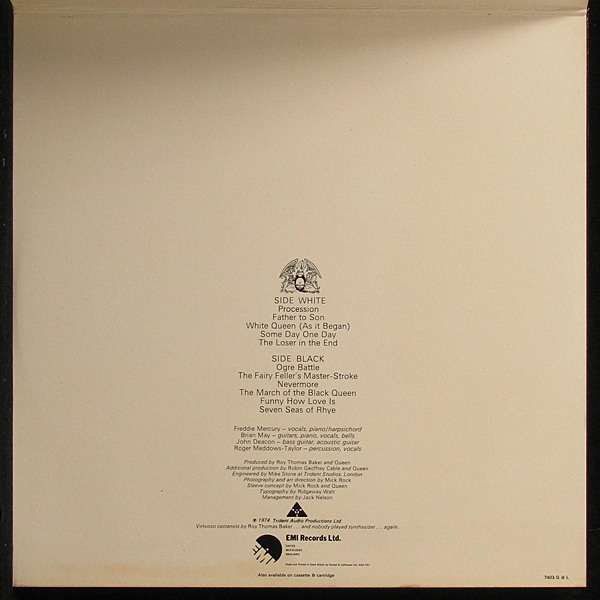 SIDE WHITE
Procession
Father to Son
White Queen (As it Began)
Some Day One Day
The Loser in the End
SIDE BLACK
Ogre Battle
The Fairy Feller's Master-Stroke
Nevermore
The March of the Black Queen
Funny How Love Is
Seven Seas of Rhye
Freddie Mercury – vocals, piano/harpsichord
Brian May – guitars, piano, vocals, bells
John Deacon – bass guitar, acoustic guitar
Roger Meddows-Taylor – percussion, vocals
Produced by Roy Thomas Baker and Queen
Additional production by Robin Geoffrey Cable and Queen
Engineered by Mike Stone at Trident Studios, London
Photography and art direction by Mick Rock
Sleeve concept by Mick Rock and Queen
Typography by Ridgeway Watt
Management by Jack Nelson
℗ 1974 Trident Audio Productions Ltd
Virtuoso castanets by Roy Thomas Baker . . . and nobody played synthesizer . . . again.
EMI Records Ltd.
HAYES
MIDDLESEX
ENGLAND
Also available on cassette & cartridge
7403 G & L